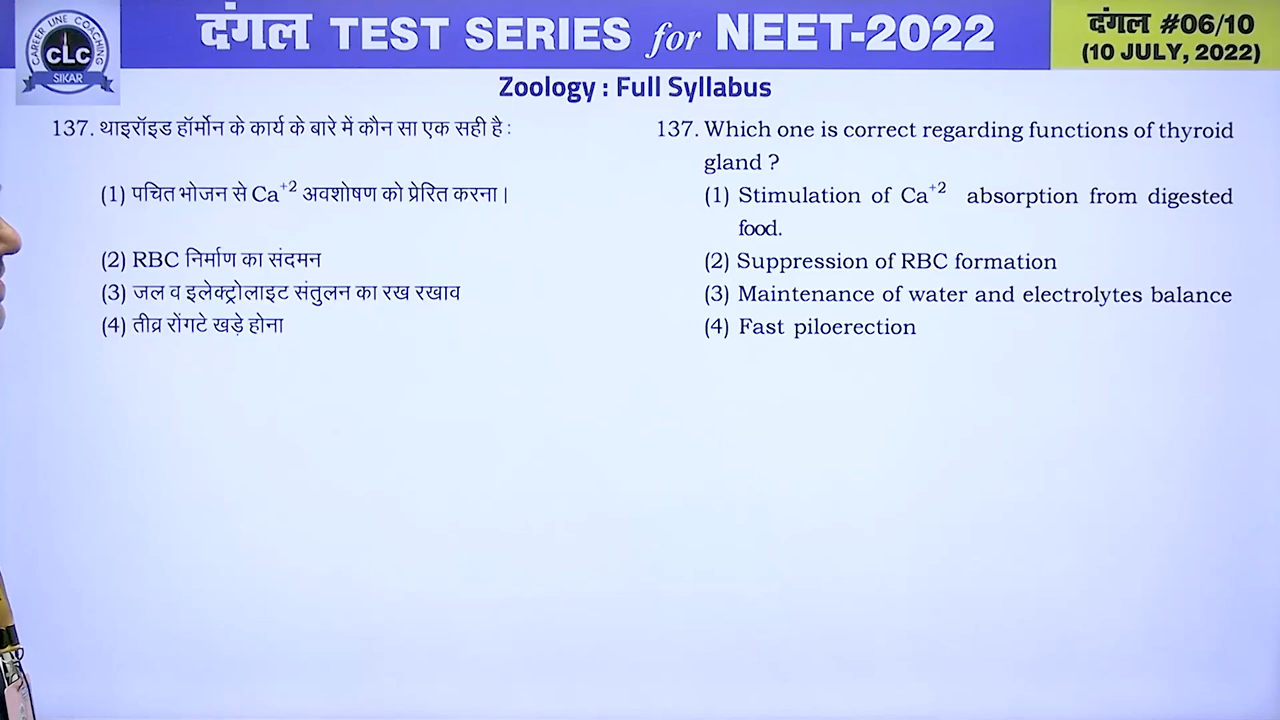 CAREER LINE COACHING
CLC
SIKAR
दंगल TEST SERIES for NEET-2022
दंगल #06/10
(10 JULY, 2022)
Zoology : Full Syllabus
137. थाइरॉइड हॉर्मोन के कार्य के बारे में कौन सा एक सही है :
(1) पचित भोजन से Ca⁺² अवशोषण को प्रेरित करना।
(2) RBC निर्माण का संदमन
(3) जल व इलेक्ट्रोलाइट संतुलन का रख रखाव
(4) तीव्र रोंगटे खड़े होना
137. Which one is correct regarding functions of thyroid
gland ?
(1) Stimulation of Ca⁺² absorption from digested
food.
(2) Suppression of RBC formation
(3) Maintenance of water and electrolytes balance
(4) Fast piloerection